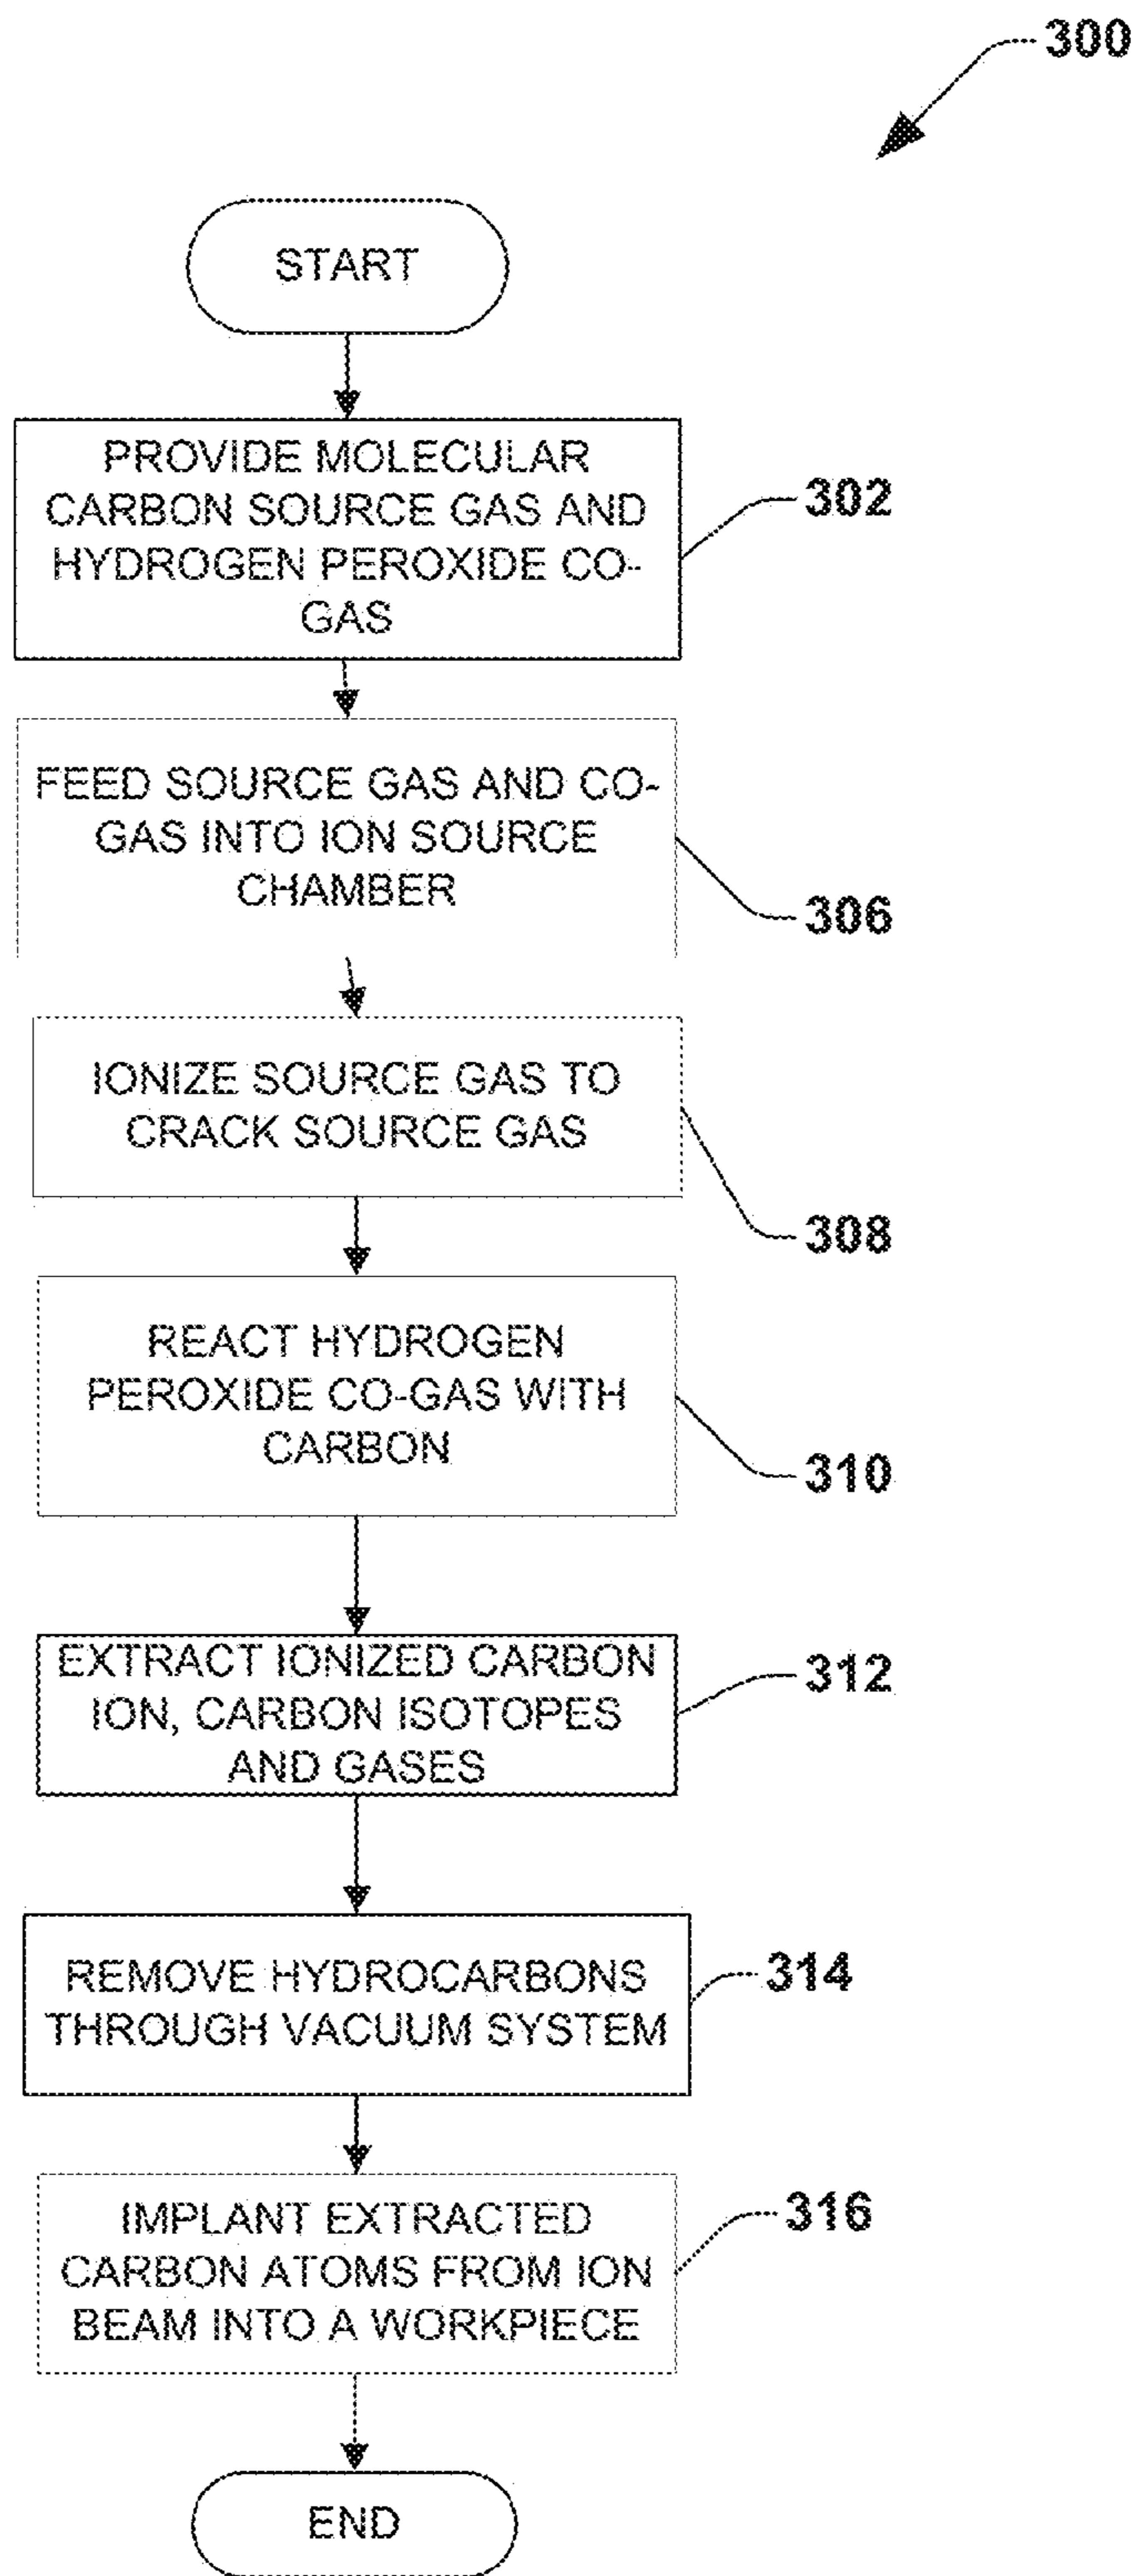 300
START
PROVIDE MOLECULAR
CARBON SOURCE GAS AND
HYDROGEN PEROXIDE CO-
GAS
302
FEED SOURCE GAS AND CO-
GAS INTO ION SOURCE
CHAMBER
306
IONIZE SOURCE GAS TO
CRACK SOURCE GAS
308
REACT HYDROGEN
PEROXIDE CO-GAS WITH
CARBON
310
EXTRACT IONIZED CARBON
ION, CARBON ISOTOPES
AND GASES
312
REMOVE HYDROCARBONS
THROUGH VACUUM SYSTEM
314
IMPLANT EXTRACTED
CARBON ATOMS FROM ION
BEAM INTO A WORKPIECE
316
END